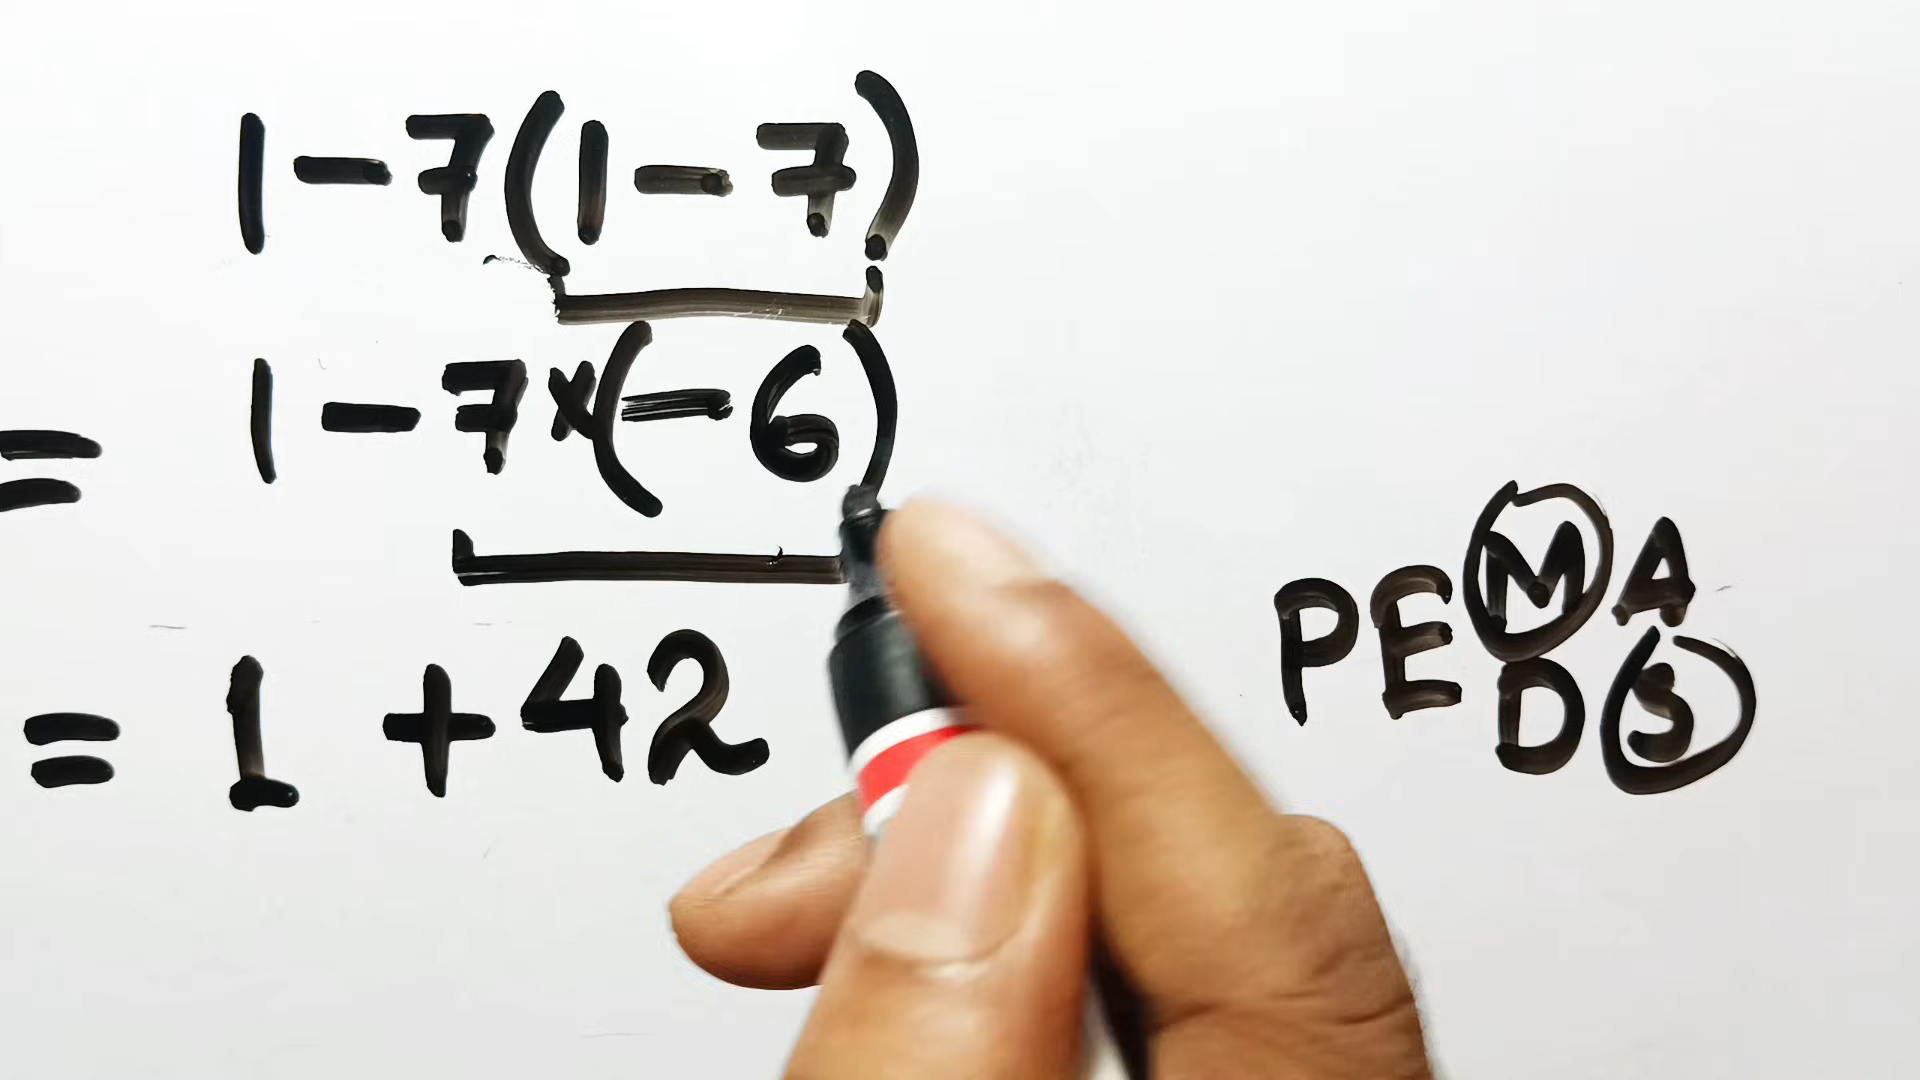 1-7(1-7)
= 1-7×(-6)
= 1 +42
PEMA
DS